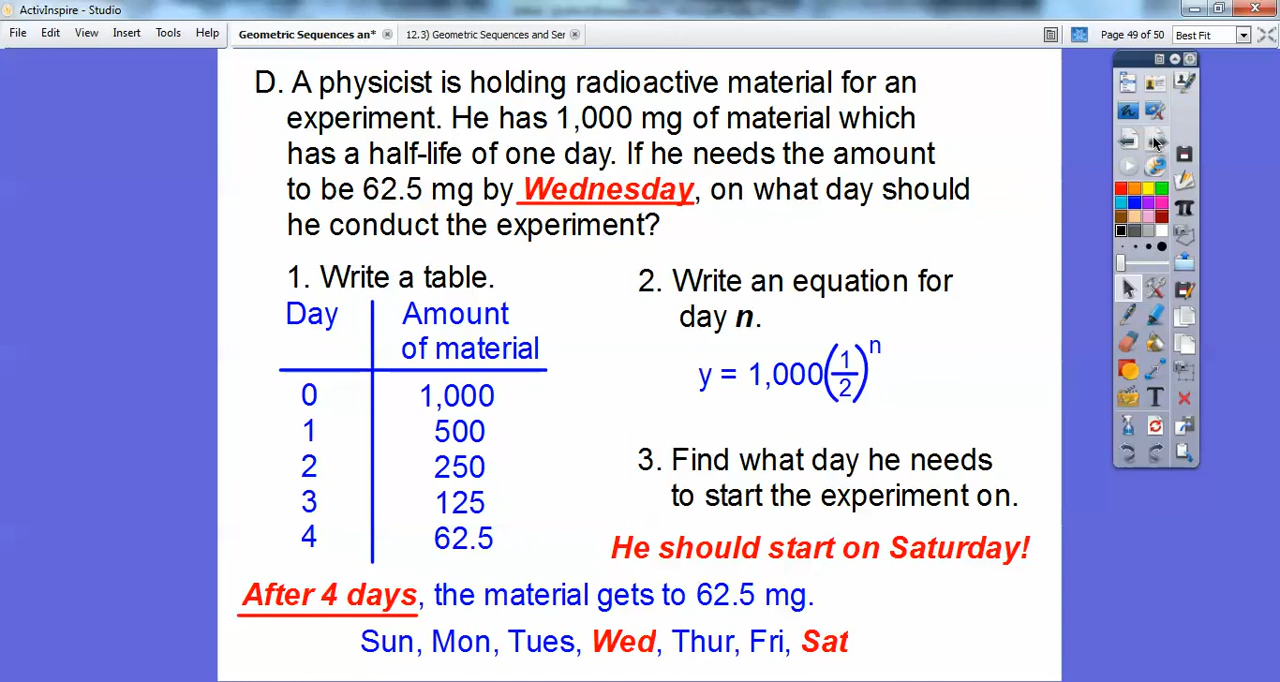 ActivInspire - Studio
File Edit View Insert Tools Help
Geometric Sequences an*
12.3) Geometric Sequences and Ser
Page 49 of 50
Best Fit
D. A physicist is holding radioactive material for an
experiment. He has 1,000 mg of material which
has a half-life of one day. If he needs the amount
to be 62.5 mg by Wednesday, on what day should
he conduct the experiment?
1. Write a table.
Day Amount
of material
0 1,000
1 500
2 250
3 125
4 62.5
2. Write an equation for
day n.
y = 1,000(1/2)^n
3. Find what day he needs
to start the experiment on.
He should start on Saturday!
After 4 days, the material gets to 62.5 mg.
Sun, Mon, Tues, Wed, Thur, Fri, Sat